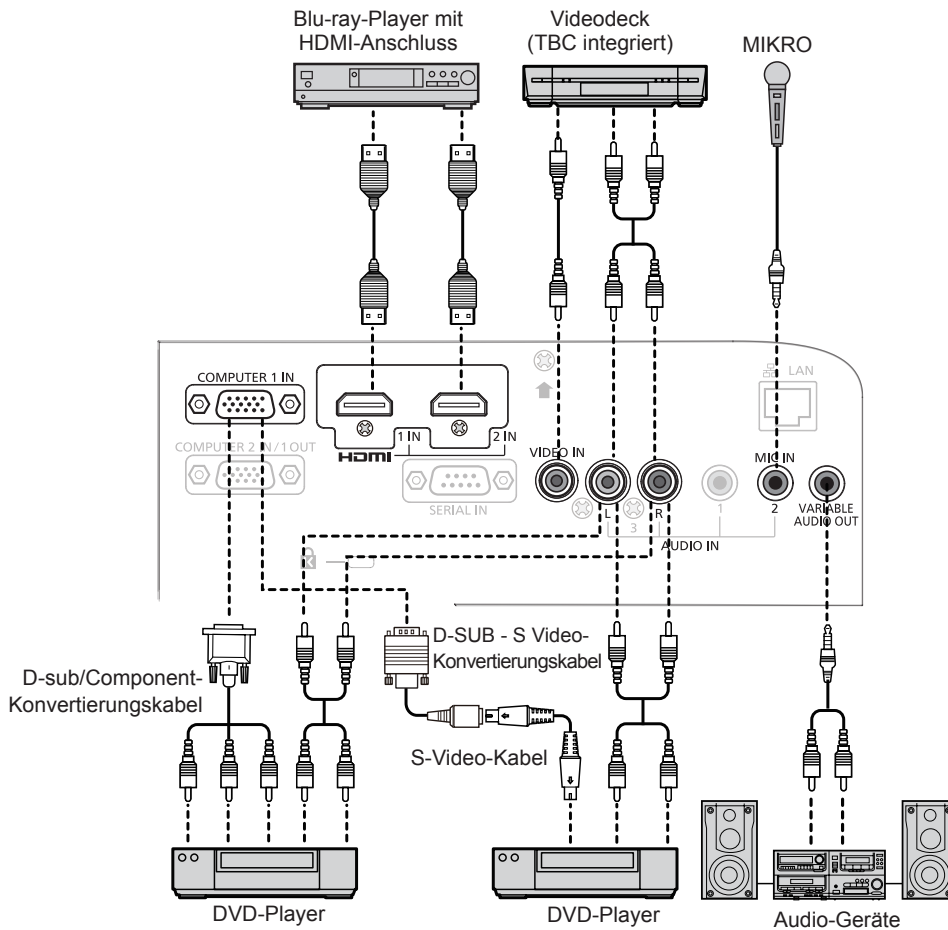 Blu-ray-Player mit
HDMI-Anschluss
Videodeck
(TBC integriert)
MIKRO
COMPUTER 1 IN
COMPUTER 2 IN / 1 OUT
HDMI
1 IN
2 IN
SERIAL IN
VIDEO IN
LAN
MIC IN
L
R
1
2
3
AUDIO IN
VARIABLE
AUDIO OUT
K
D-sub/Component-
Konvertierungskabel
D-SUB - S Video-
Konvertierungskabel
S-Video-Kabel
DVD-Player
DVD-Player
Audio-Geräte